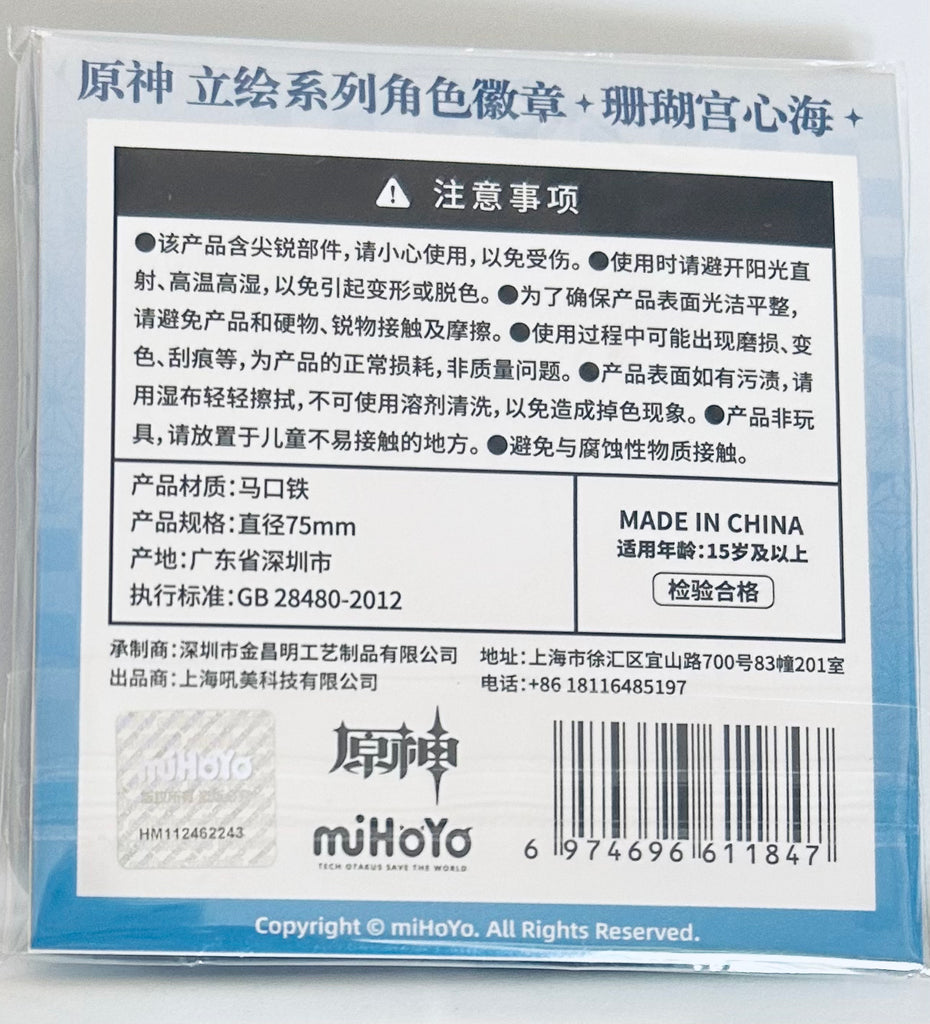 原神 立绘系列角色徽章✦珊瑚宫心海✦
注意事项
●该产品含尖锐部件,请小心使用,以免受伤。●使用时请避开阳光直
射、高温高湿,以免引起变形或脱色。●为了确保产品表面光洁平整,
请避免产品和硬物、锐物接触及摩擦。●使用过程中可能出现磨损、变
色、刮痕等,为产品的正常损耗,非质量问题。●产品表面如有污渍,请
用湿布轻轻擦拭,不可使用溶剂清洗,以免造成掉色现象。●产品非玩
具,请放置于儿童不易接触的地方。●避免与腐蚀性物质接触。
产品材质:马口铁
产品规格:直径75mm
产地:广东省深圳市
执行标准:GB 28480-2012
MADE IN CHINA
适用年龄:15岁及以上
检验合格
承制商:深圳市金昌明工艺制品有限公司
出品商:上海吼美科技有限公司
地址:上海市徐汇区宜山路700号83幢201室
电话:+86 18116485197
miHoYo
HM112462243
原神
miHoYo
TECH OTAKUS SAVE THE WORLD
6 974696 611847
Copyright © miHoYo. All Rights Reserved.